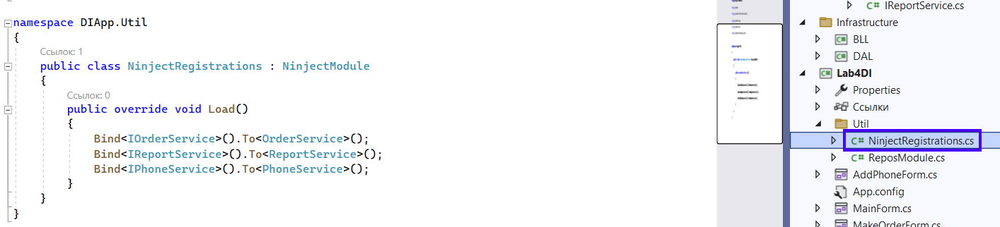 namespace DIApp.Util
{
Ссылок: 1
public class NinjectRegistrations : NinjectModule
{
Ссылок: 0
public override void Load()
{
Bind<IOrderService>().To<OrderService>();
Bind<IReportService>().To<ReportService>();
Bind<IPhoneService>().To<PhoneService>();
}
}
}
C# IReportService.cs
Infrastructure
C# BLL
C# DAL
C# Lab4DI
Properties
Ссылки
Util
C# NinjectRegistrations.cs
C# ReposModule.cs
AddPhoneForm.cs
App.config
MainForm.cs
MakeOrderForm.cs